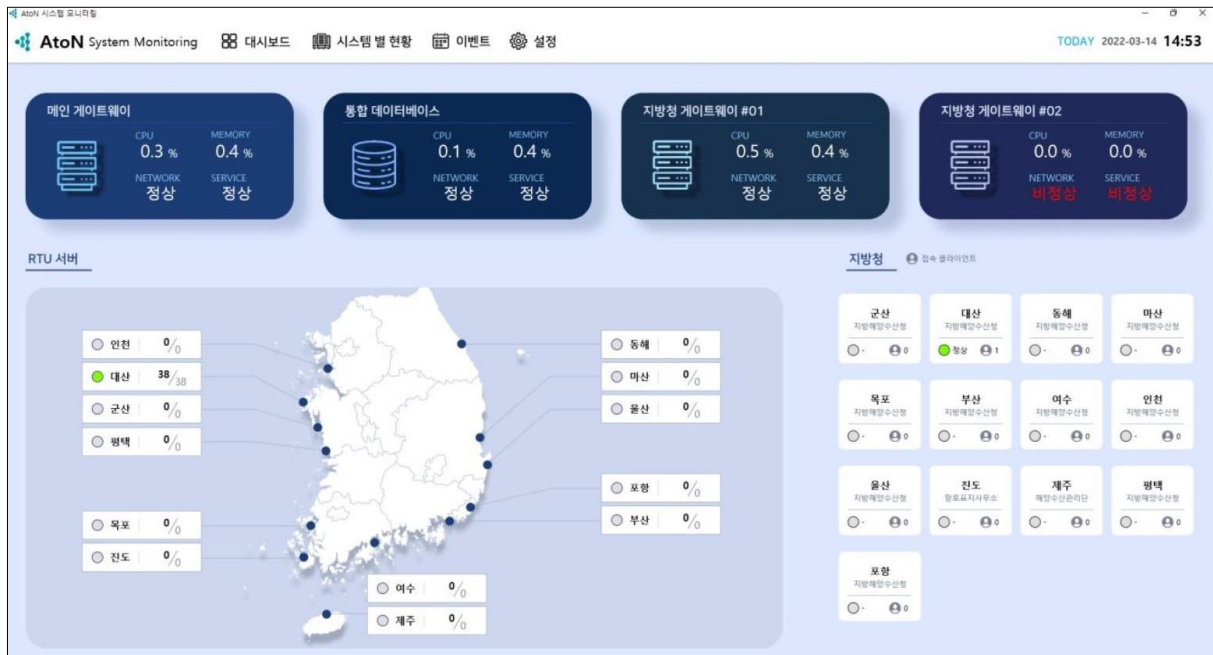 AtoN 시스템 모니터링
AtoN System Monitoring 대시보드 시스템 별 현황 이벤트 설정 TODAY 2022-03-14 14:53
메인 게이트웨이
CPU MEMORY
0.3 % 0.4 %
NETWORK SERVICE
정상 정상
통합 데이터베이스
CPU MEMORY
0.1 % 0.4 %
NETWORK SERVICE
정상 정상
지방청 게이트웨이 #01
CPU MEMORY
0.5 % 0.4 %
NETWORK SERVICE
정상 정상
지방청 게이트웨이 #02
CPU MEMORY
0.0 % 0.0 %
NETWORK SERVICE
비정상 비정상
RTU 서버
인천 0/0
대산 38/38
군산 0/0
평택 0/0
목포 0/0
진도 0/0
동해 0/0
마산 0/0
울산 0/0
포항 0/0
부산 0/0
여수 0/0
제주 0/0
지방청 접속 클라이언트
군산
지방해양수산청
- 0
대산
지방해양수산청
정상 1
동해
지방해양수산청
- 0
마산
지방해양수산청
- 0
목포
지방해양수산청
- 0
부산
지방해양수산청
- 0
여수
지방해양수산청
- 0
인천
지방해양수산청
- 0
울산
지방해양수산청
- 0
진도
항로표지사무소
- 0
제주
해양수산관리단
- 0
평택
지방해양수산청
- 0
포항
지방해양수산청
- 0